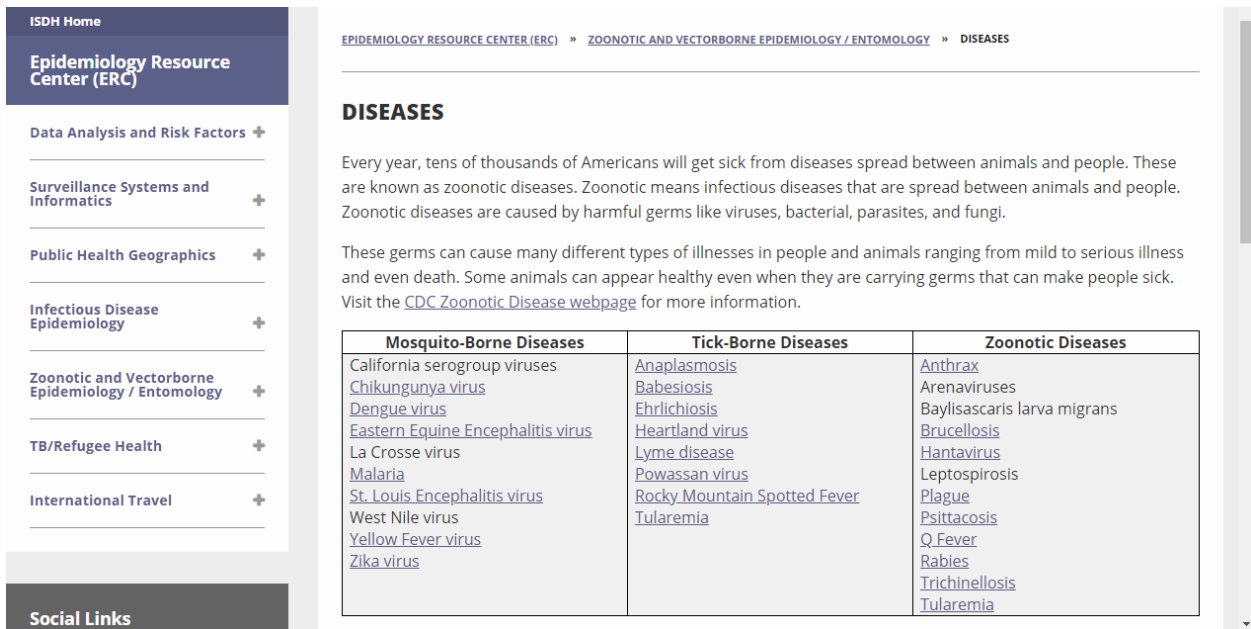 ISDH Home
Epidemiology Resource
Center (ERC)
Data Analysis and Risk Factors +
Surveillance Systems and
Informatics +
Public Health Geographics +
Infectious Disease
Epidemiology +
Zoonotic and Vectorborne
Epidemiology / Entomology +
TB/Refugee Health +
International Travel +
Social Links
EPIDEMIOLOGY RESOURCE CENTER (ERC) » ZOONOTIC AND VECTORBORNE EPIDEMIOLOGY / ENTOMOLOGY » DISEASES
DISEASES
Every year, tens of thousands of Americans will get sick from diseases spread between animals and people. These
are known as zoonotic diseases. Zoonotic means infectious diseases that are spread between animals and people.
Zoonotic diseases are caused by harmful germs like viruses, bacterial, parasites, and fungi.
These germs can cause many different types of illnesses in people and animals ranging from mild to serious illness
and even death. Some animals can appear healthy even when they are carrying germs that can make people sick.
Visit the CDC Zoonotic Disease webpage for more information.
Mosquito-Borne Diseases
California serogroup viruses
Chikungunya virus
Dengue virus
Eastern Equine Encephalitis virus
La Crosse virus
Malaria
St. Louis Encephalitis virus
West Nile virus
Yellow Fever virus
Zika virus
Tick-Borne Diseases
Anaplasmosis
Babesiosis
Ehrlichiosis
Heartland virus
Lyme disease
Powassan virus
Rocky Mountain Spotted Fever
Tularemia
Zoonotic Diseases
Anthrax
Arenaviruses
Baylisascaris larva migrans
Brucellosis
Hantavirus
Leptospirosis
Plague
Psittacosis
Q Fever
Rabies
Trichinellosis
Tularemia